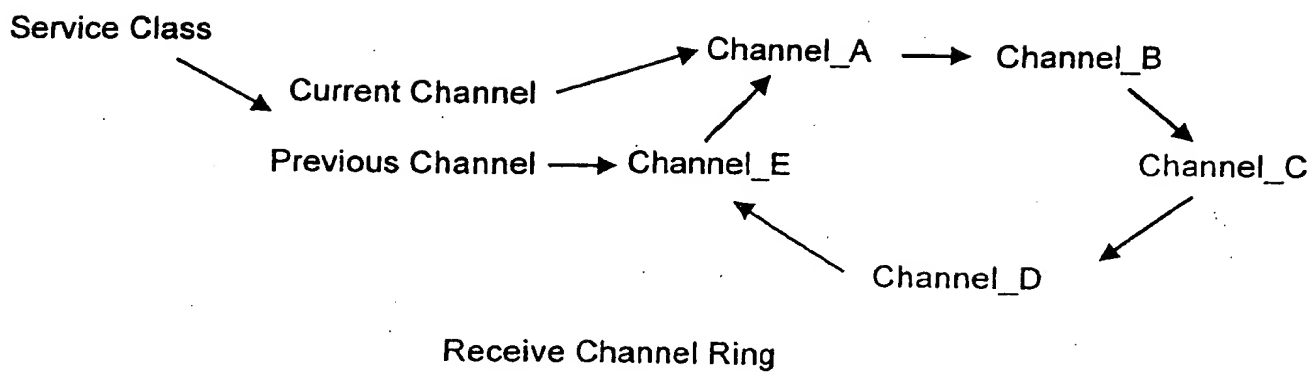 Service Class
Current Channel
Channel_A
Channel_B
Previous Channel
Channel_E
Channel_C
Channel_D
Receive Channel Ring